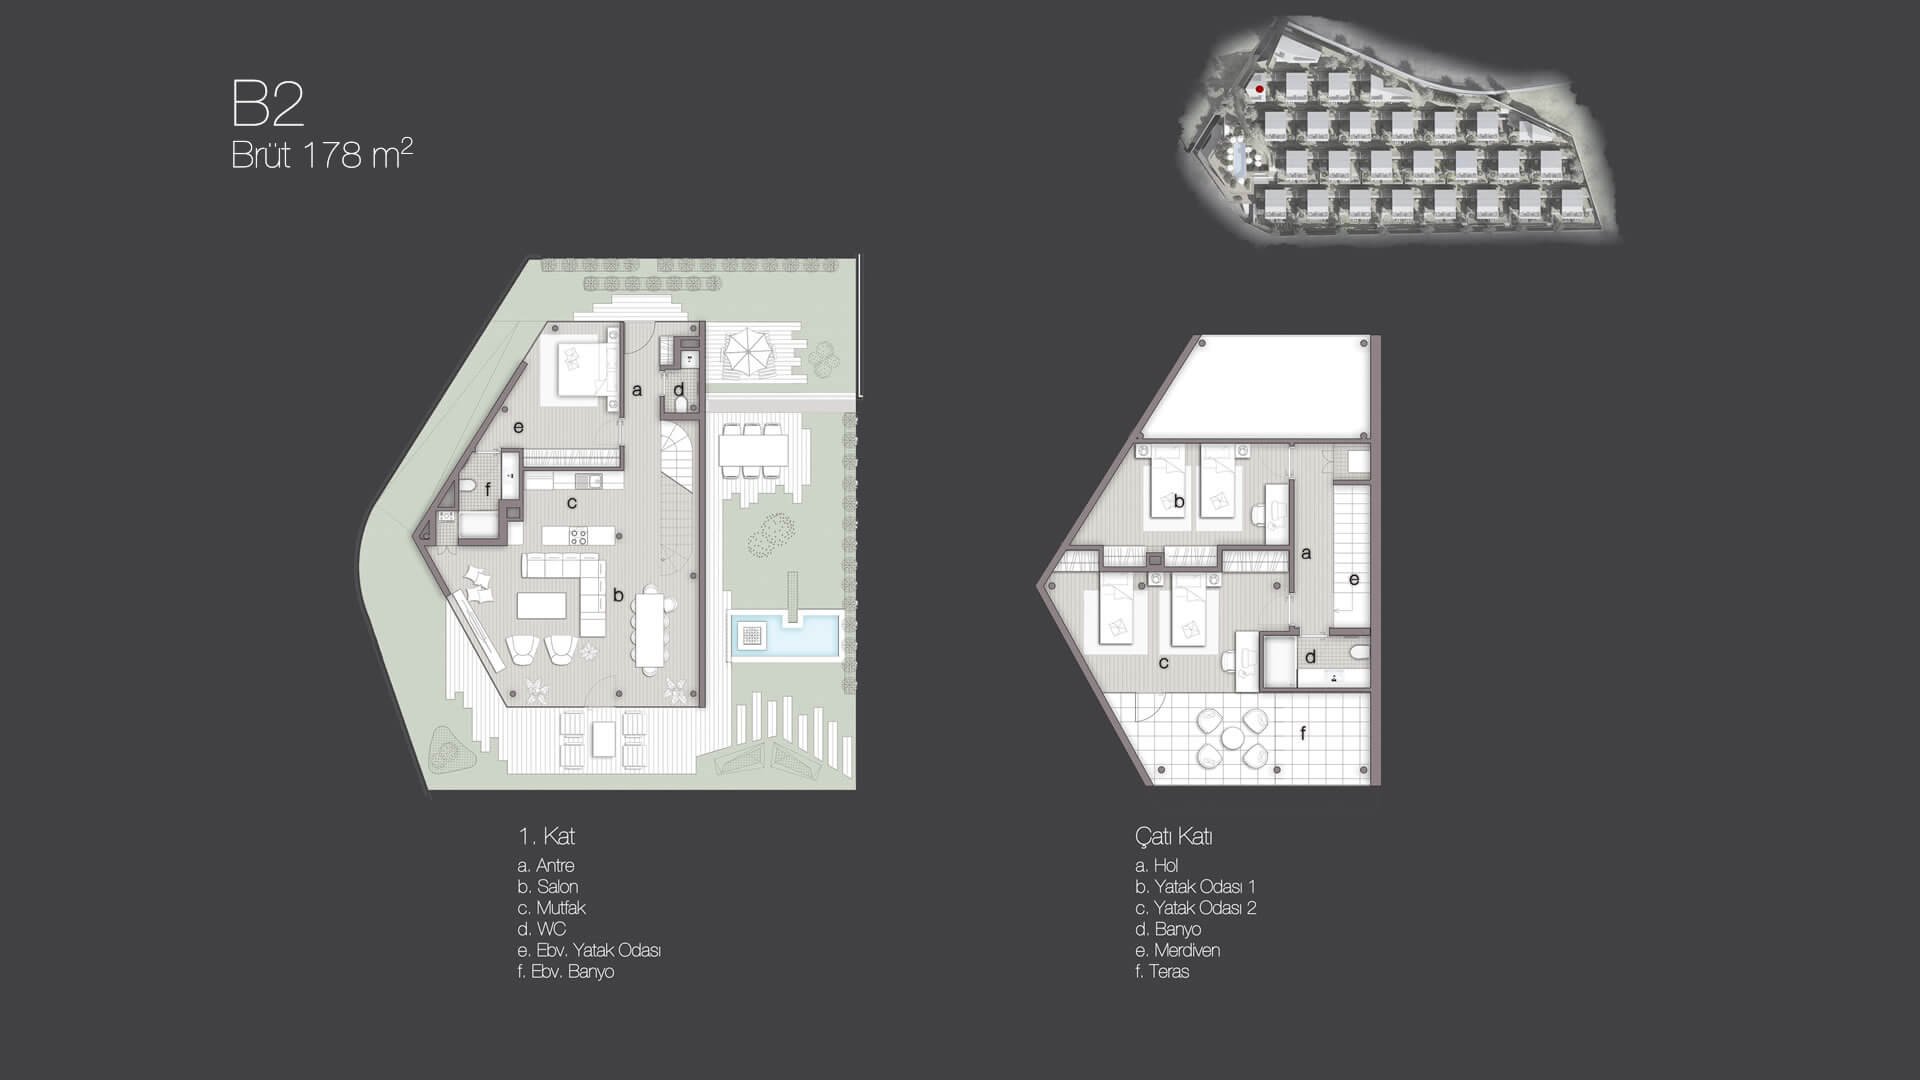 B2
Brüt 178 m²
a
d
e
f
c
b
b
a
e
c
d
f
1. Kat
a. Antre
b. Salon
c. Mutfak
d. WC
e. Ebv. Yatak Odası
f. Ebv. Banyo
Çatı Katı
a. Hol
b. Yatak Odası 1
c. Yatak Odası 2
d. Banyo
e. Merdiven
f. Teras